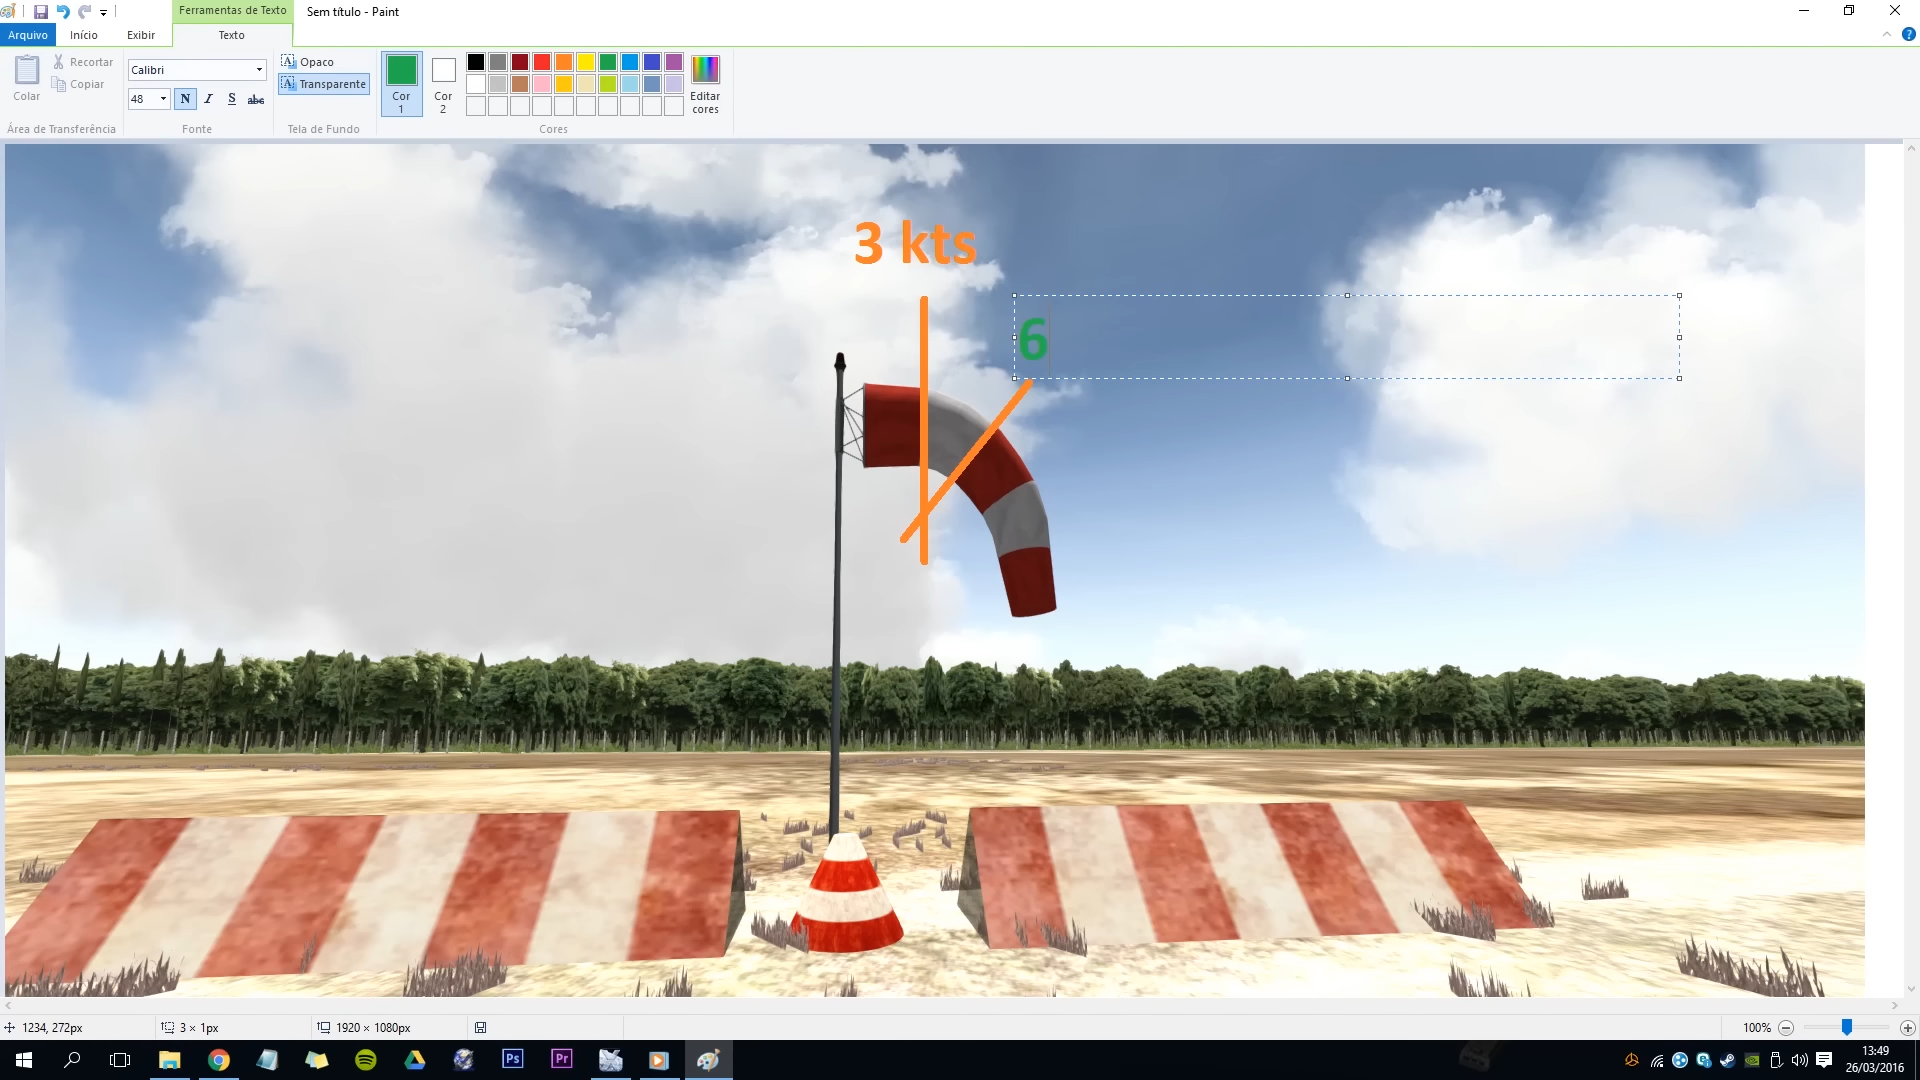 Ferramentas de Texto
Sem título - Paint
Arquivo
Início
Exibir
Texto
Colar
Recortar
Copiar
Área de Transferência
Calibri
48
N I S abc
Fonte
Opaco
Transparente
Tela de Fundo
Cor
1
Cor
2
Editar
cores
Cores
3 kts
6
1234, 272px
3 × 1px
1920 × 1080px
100%
Ps
Pr
13:49
26/03/2016